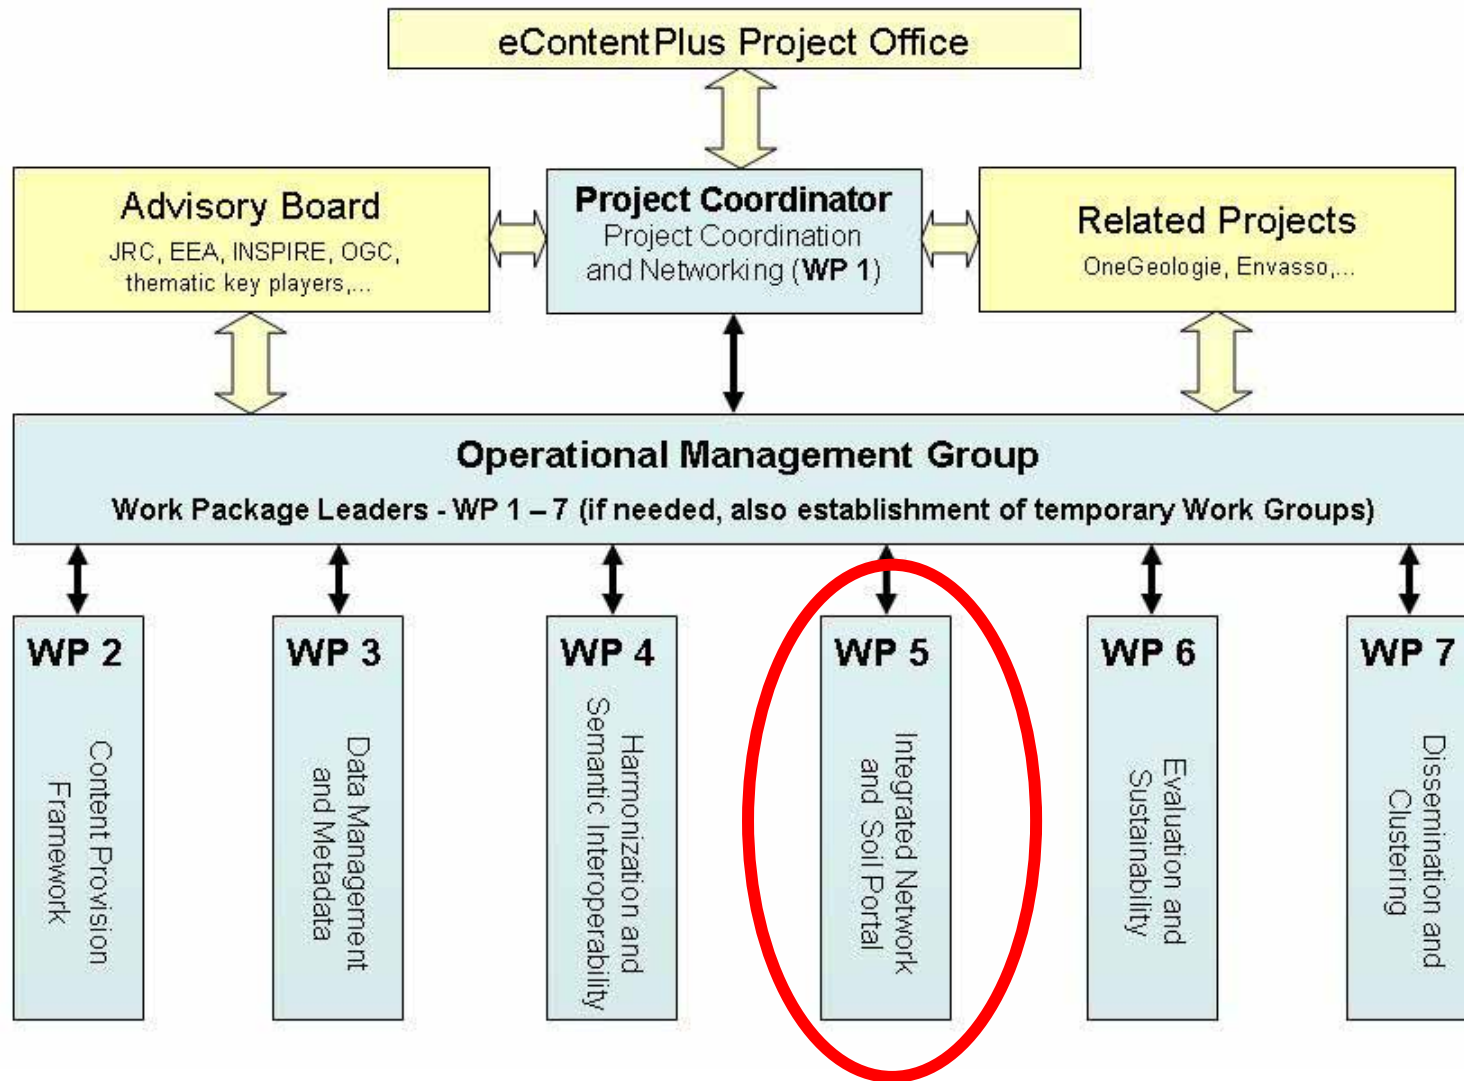 eContentPlus Project Office
Advisory Board
JRC, EEA, INSPIRE, OGC,
thematic key players,...
Project Coordinator
Project Coordination
and Networking (WP 1)
Related Projects
OneGeologie, Envasso,...
Operational Management Group
Work Package Leaders - WP 1 – 7 (if needed, also establishment of temporary Work Groups)
WP 2
Content Provision
Framework
WP 3
Data Management
and Metadata
WP 4
Harmonization and
Semantic Interoperability
WP 5
Integrated Network
and Soil Portal
WP 6
Evaluation and
Sustainability
WP 7
Dissemination and
Clustering